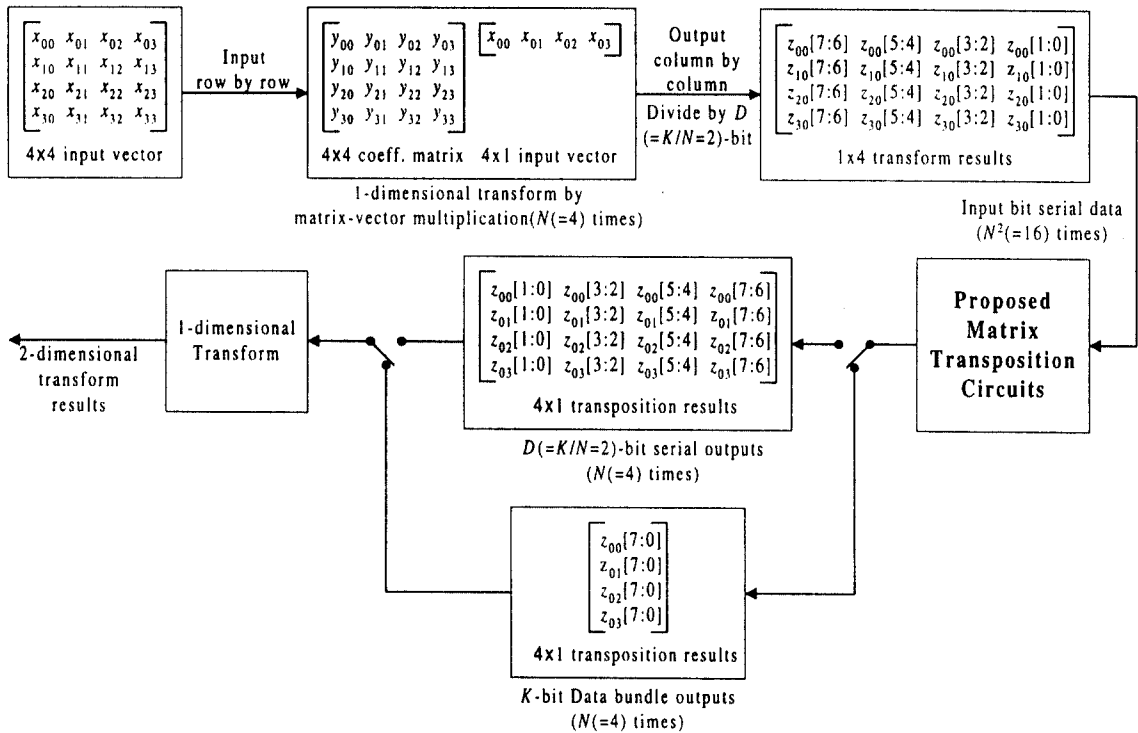 x00 x01 x02 x03
x10 x11 x12 x13
x20 x21 x22 x23
x30 x31 x32 x33
4x4 input vector
Input
row by row
y00 y01 y02 y03
y10 y11 y12 y13
y20 y21 y22 y23
y30 y31 y32 y33
x00 x01 x02 x03
4x4 coeff. matrix 4x1 input vector
1-dimensional transform by
matrix-vector multiplication(N(=4) times)
Output
column by
column
Divide by D
(=K/N=2)-bit
z00[7:6] z00[5:4] z00[3:2] z00[1:0]
z10[7:6] z10[5:4] z10[3:2] z10[1:0]
z20[7:6] z20[5:4] z20[3:2] z20[1:0]
z30[7:6] z30[5:4] z30[3:2] z30[1:0]
1x4 transform results
Input bit serial data
(N²(=16) times)
Proposed
Matrix
Transposition
Circuits
z00[1:0] z00[3:2] z00[5:4] z00[7:6]
z01[1:0] z01[3:2] z01[5:4] z01[7:6]
z02[1:0] z02[3:2] z02[5:4] z02[7:6]
z03[1:0] z03[3:2] z03[5:4] z03[7:6]
4x1 transposition results
D(=K/N=2)-bit serial outputs
(N(=4) times)
1-dimensional
Transform
2-dimensional
transform
results
z00[7:0]
z01[7:0]
z02[7:0]
z03[7:0]
4x1 transposition results
K-bit Data bundle outputs
(N(=4) times)